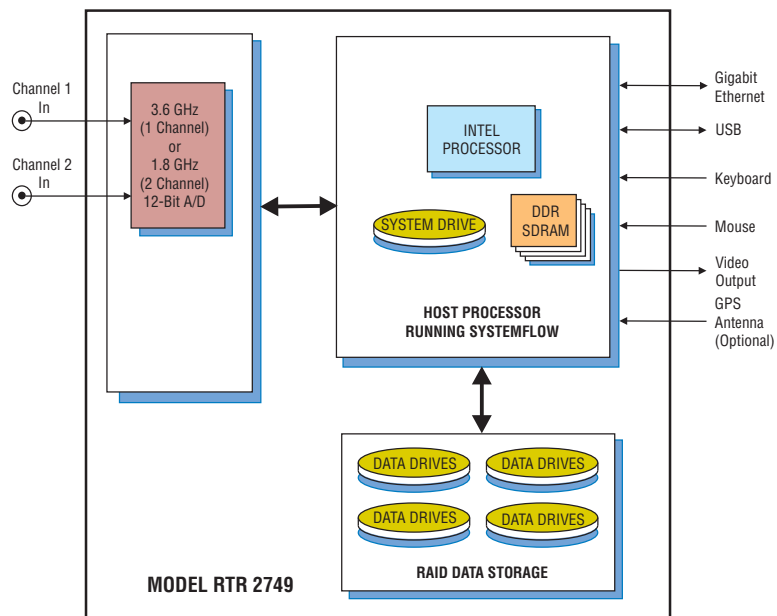 Channel 1
In
Channel 2
In
3.6 GHz
(1 Channel)
or
1.8 GHz
(2 Channel)
12-Bit A/D
INTEL
PROCESSOR
SYSTEM DRIVE
DDR
SDRAM
HOST PROCESSOR
RUNNING SYSTEMFLOW
Gigabit
Ethernet
USB
Keyboard
Mouse
Video
Output
GPS
Antenna
(Optional)
DATA DRIVES
DATA DRIVES
DATA DRIVES
DATA DRIVES
RAID DATA STORAGE
MODEL RTR 2749